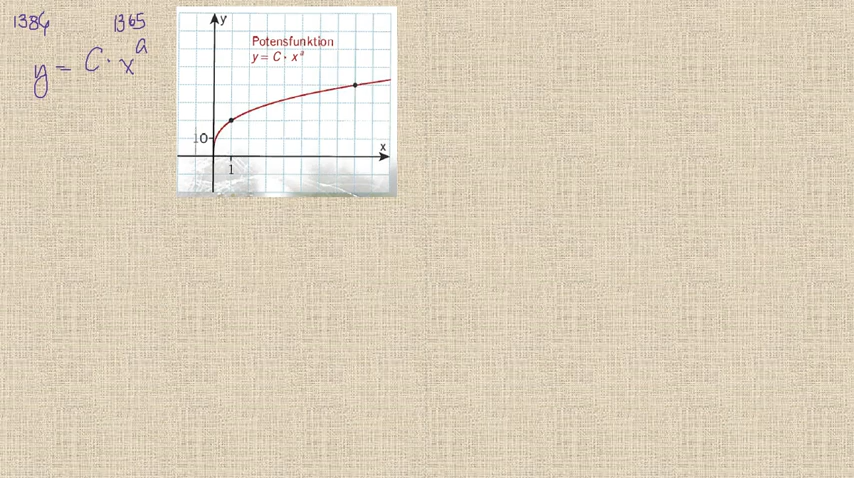 1384 1365
y = C · x^a
y
Potensfunktion
y = C · x^a
10
x
1